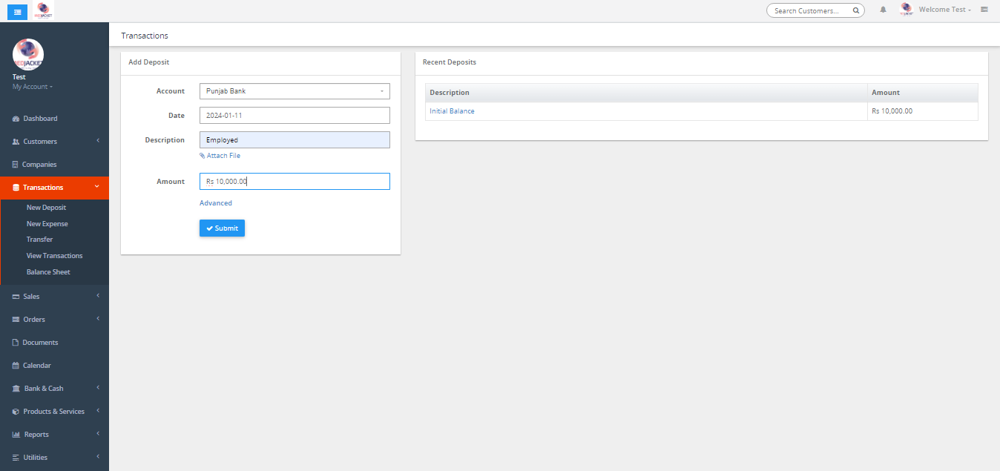 REDJACKET
Search Customers...
Welcome Test
REDJACKET
Test
My Account
Dashboard
Customers
Companies
Transactions
New Deposit
New Expense
Transfer
View Transactions
Balance Sheet
Sales
Orders
Documents
Calendar
Bank & Cash
Products & Services
Reports
Utilities
Transactions
Add Deposit
Account Punjab Bank
Date 2024-01-11
Description Employed
Attach File
Amount Rs 10,000.00
Advanced
Submit
Recent Deposits
Description Amount
Initial Balance Rs 10,000.00